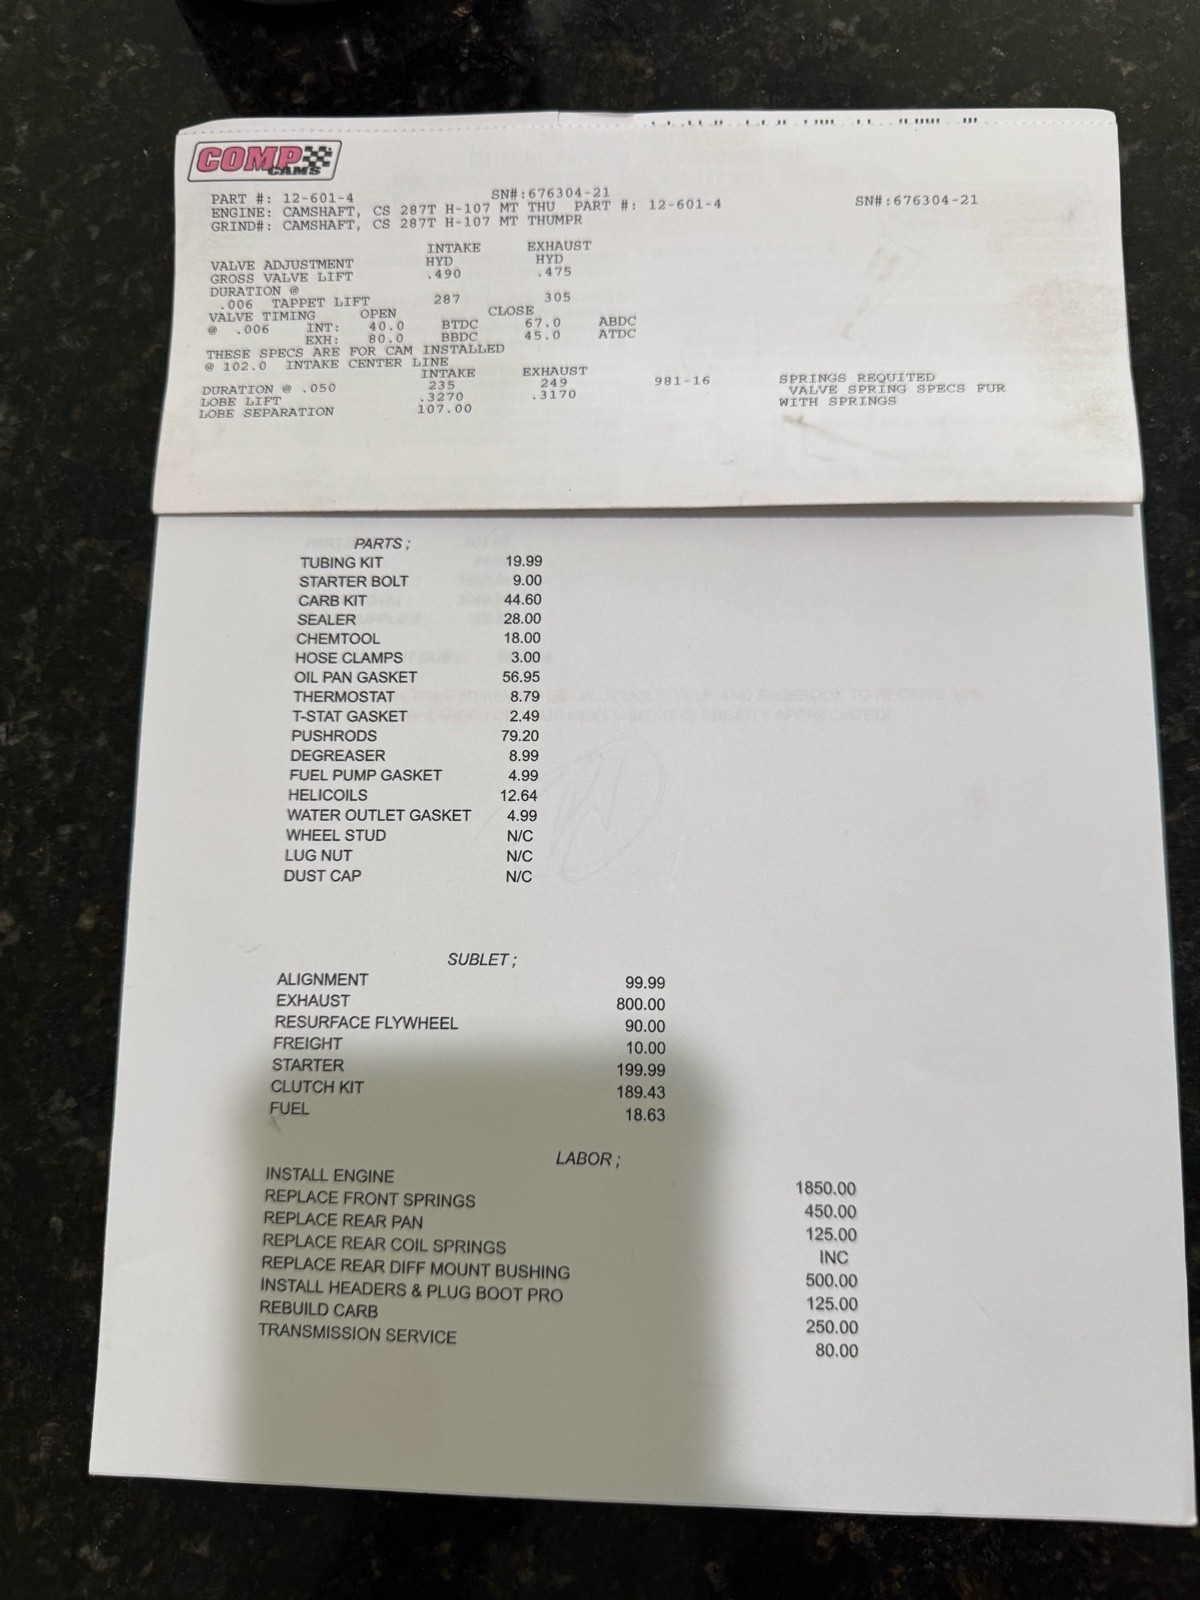 COMP CAMS
PART #: 12-601-4 SN#:676304-21 SN#:676304-21
ENGINE: CAMSHAFT, CS 287T H-107 MT THU PART #: 12-601-4
GRIND#: CAMSHAFT, CS 287T H-107 MT THUMPR
INTAKE EXHAUST
VALVE ADJUSTMENT HYD HYD
GROSS VALVE LIFT .490 .475
DURATION @
.006 TAPPET LIFT 287 305
VALVE TIMING OPEN CLOSE
@ .006 INT: 40.0 BTDC 67.0 ABDC
EXH: 80.0 BBDC 45.0 ATDC
THESE SPECS ARE FOR CAM INSTALLED
@ 102.0 INTAKE CENTER LINE
INTAKE EXHAUST
DURATION @ .050 235 249 981-16 SPRINGS REQUITED
LOBE LIFT .3270 .3170 VALVE SPRING SPECS FUR
LOBE SEPARATION 107.00 WITH SPRINGS
PARTS ;
TUBING KIT 19.99
STARTER BOLT 9.00
CARB KIT 44.60
SEALER 28.00
CHEMTOOL 18.00
HOSE CLAMPS 3.00
OIL PAN GASKET 56.95
THERMOSTAT 8.79
T-STAT GASKET 2.49
PUSHRODS 79.20
DEGREASER 8.99
FUEL PUMP GASKET 4.99
HELICOILS 12.64
WATER OUTLET GASKET 4.99
WHEEL STUD N/C
LUG NUT N/C
DUST CAP N/C
SUBLET ;
ALIGNMENT 99.99
EXHAUST 800.00
RESURFACE FLYWHEEL 90.00
FREIGHT 10.00
STARTER 199.99
CLUTCH KIT 189.43
FUEL 18.63
LABOR ;
INSTALL ENGINE 1850.00
REPLACE FRONT SPRINGS 450.00
REPLACE REAR PAN 125.00
REPLACE REAR COIL SPRINGS INC
REPLACE REAR DIFF MOUNT BUSHING 500.00
INSTALL HEADERS & PLUG BOOT PRO 125.00
REBUILD CARB 250.00
TRANSMISSION SERVICE 80.00